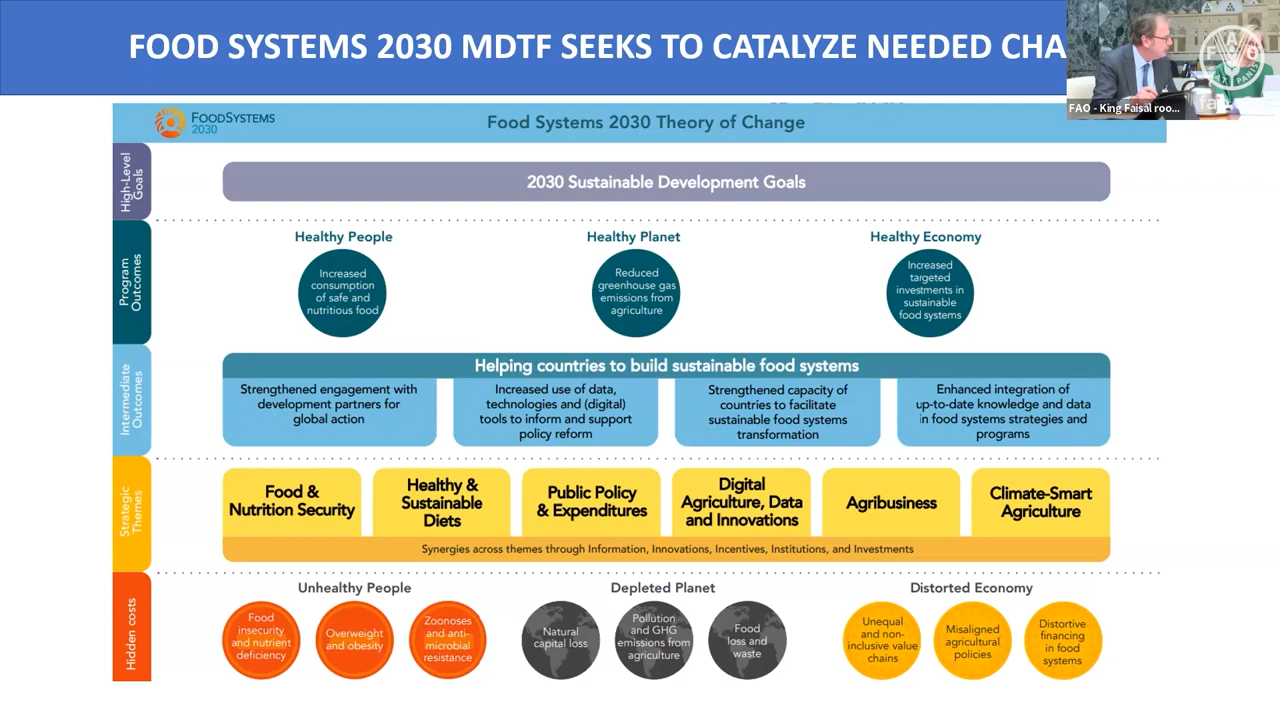 FOOD SYSTEMS 2030 MDTF SEEKS TO CATALYZE NEEDED CHA
FAO - King Faisal roo...
FOODSYSTEMS
2030
Food Systems 2030 Theory of Change
High-Level
Goals
2030 Sustainable Development Goals
Program
Outcomes
Healthy People
Increased
consumption
of safe and
nutritious food
Healthy Planet
Reduced
greenhouse gas
emissions from
agriculture
Healthy Economy
Increased
targeted
investments in
sustainable
food systems
Intermediate
Outcomes
Helping countries to build sustainable food systems
Strengthened engagement with
development partners for
global action
Increased use of data,
technologies and (digital)
tools to inform and support
policy reform
Strengthened capacity of
countries to facilitate
sustainable food systems
transformation
Enhanced integration of
up-to-date knowledge and data
in food systems strategies and
programs
Strategic
Themes
Food &
Nutrition Security
Healthy &
Sustainable
Diets
Public Policy
& Expenditures
Digital
Agriculture, Data
and Innovations
Agribusiness
Climate-Smart
Agriculture
Synergies across themes through Information, Innovations, Incentives, Institutions, and Investments
Hidden costs
Unhealthy People
Food
insecurity
and nutrient
deficiency
Overweight
and obesity
Zoonoses
and anti-
microbial
resistance
Depleted Planet
Natural
capital loss
Pollution
and GHG
emissions from
agriculture
Food
loss and
waste
Distorted Economy
Unequal
and non-
inclusive value
chains
Misaligned
agricultural
policies
Distortive
financing
in food
systems